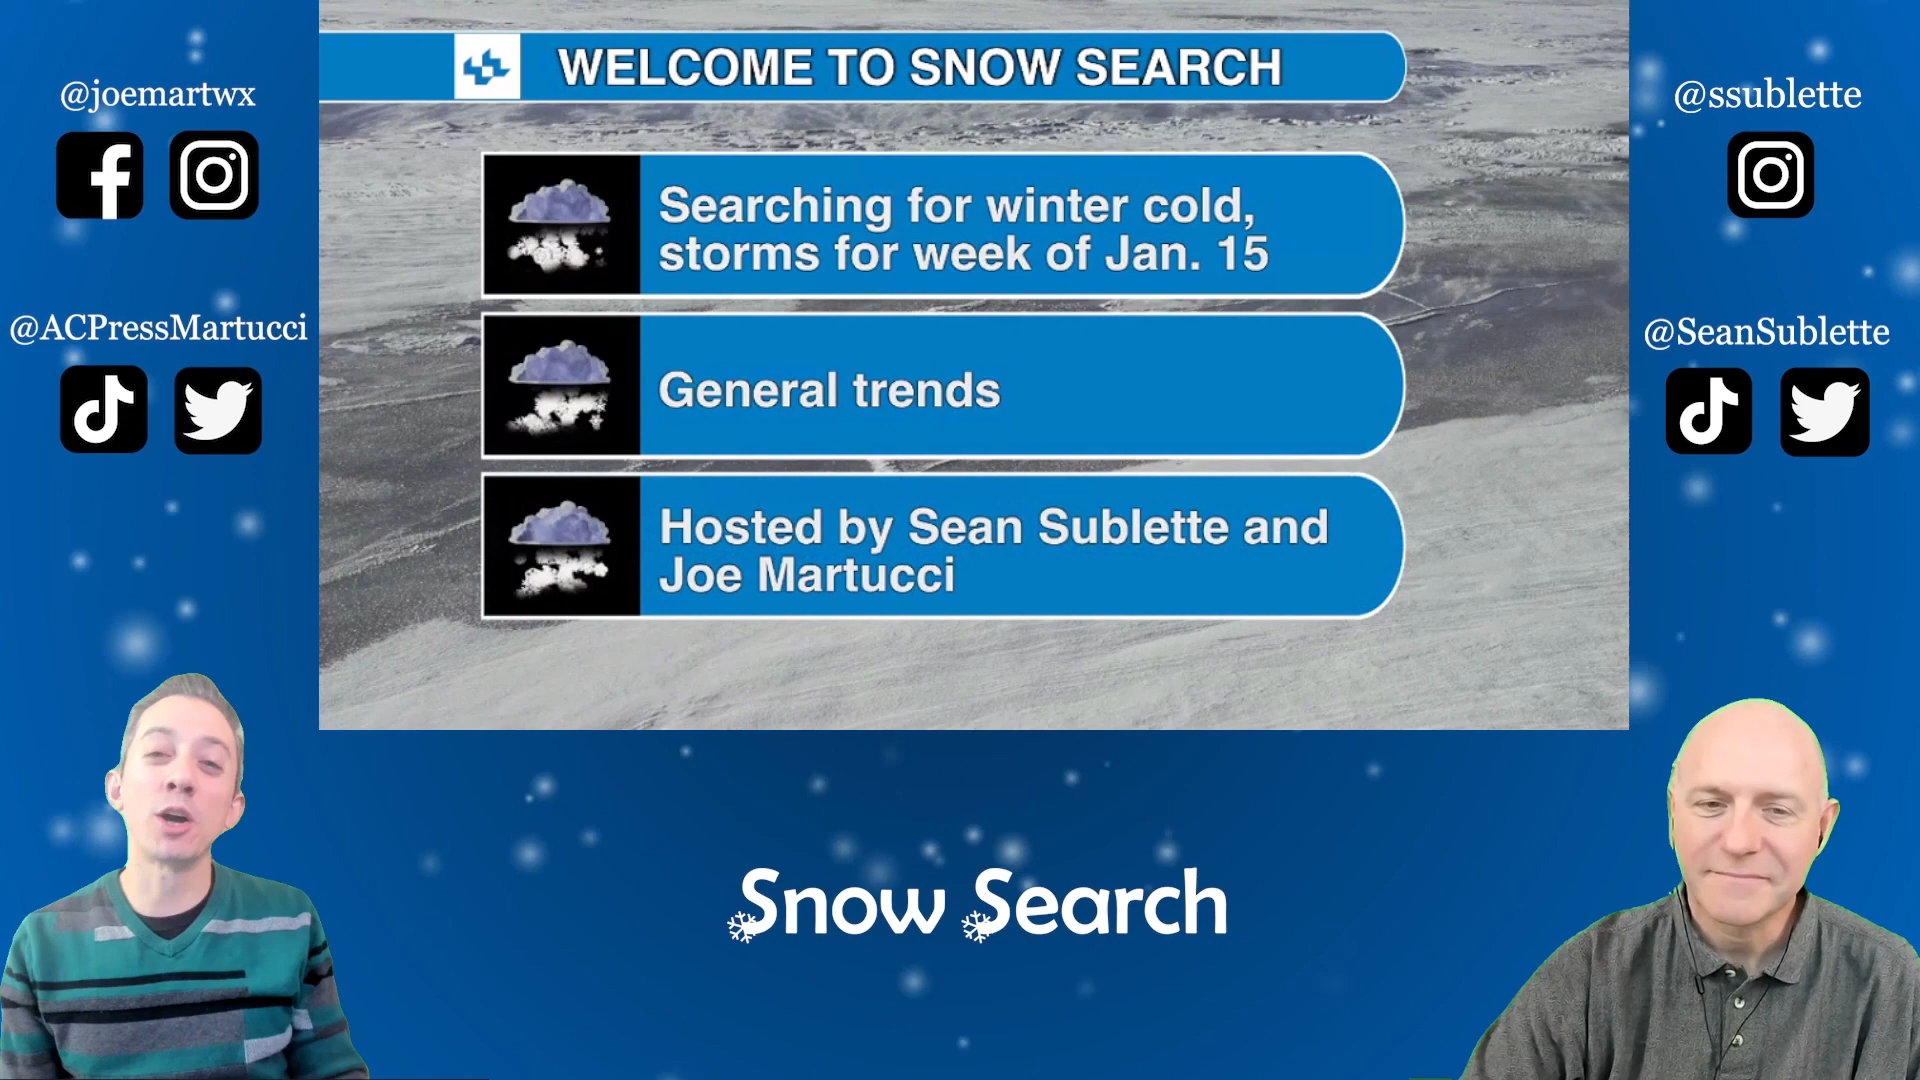 @joemartwx
@ACPressMartucci
WELCOME TO SNOW SEARCH
Searching for winter cold,
storms for week of Jan. 15
General trends
Hosted by Sean Sublette and
Joe Martucci
@ssublette
@SeanSublette
Snow Search